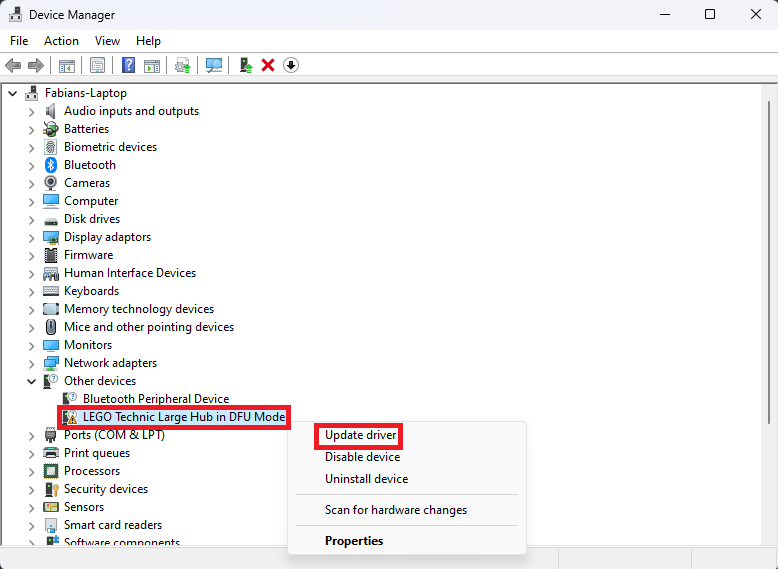 Device Manager
File Action View Help
Fabians-Laptop
Audio inputs and outputs
Batteries
Biometric devices
Bluetooth
Cameras
Computer
Disk drives
Display adaptors
Firmware
Human Interface Devices
Keyboards
Memory technology devices
Mice and other pointing devices
Monitors
Network adapters
Other devices
Bluetooth Peripheral Device
LEGO Technic Large Hub in DFU Mode
Ports (COM & LPT)
Print queues
Processors
Security devices
Sensors
Smart card readers
Software components
Update driver
Disable device
Uninstall device
Scan for hardware changes
Properties